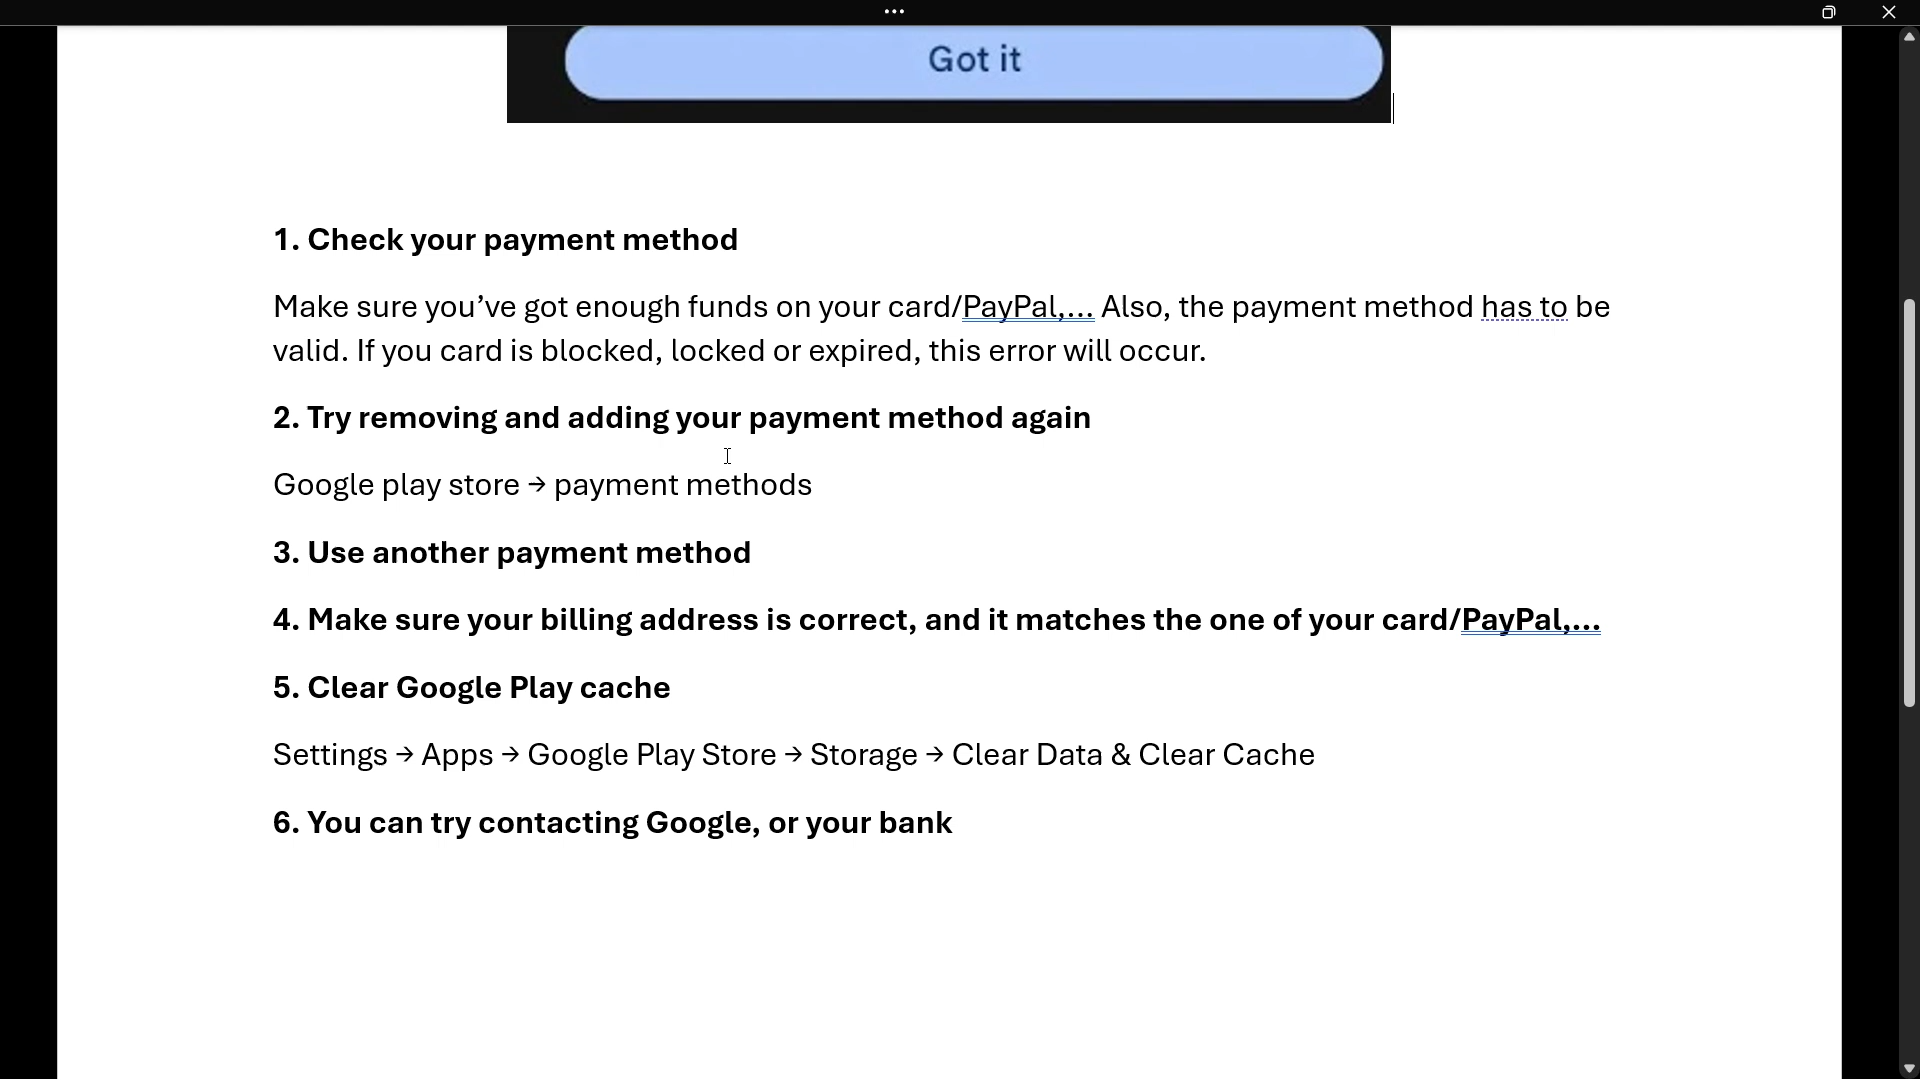 Got it
1. Check your payment method
Make sure you’ve got enough funds on your card/PayPal,... Also, the payment method has to be
valid. If you card is blocked, locked or expired, this error will occur.
2. Try removing and adding your payment method again
Google play store → payment methods
3. Use another payment method
4. Make sure your billing address is correct, and it matches the one of your card/PayPal,...
5. Clear Google Play cache
Settings → Apps → Google Play Store → Storage → Clear Data & Clear Cache
6. You can try contacting Google, or your bank